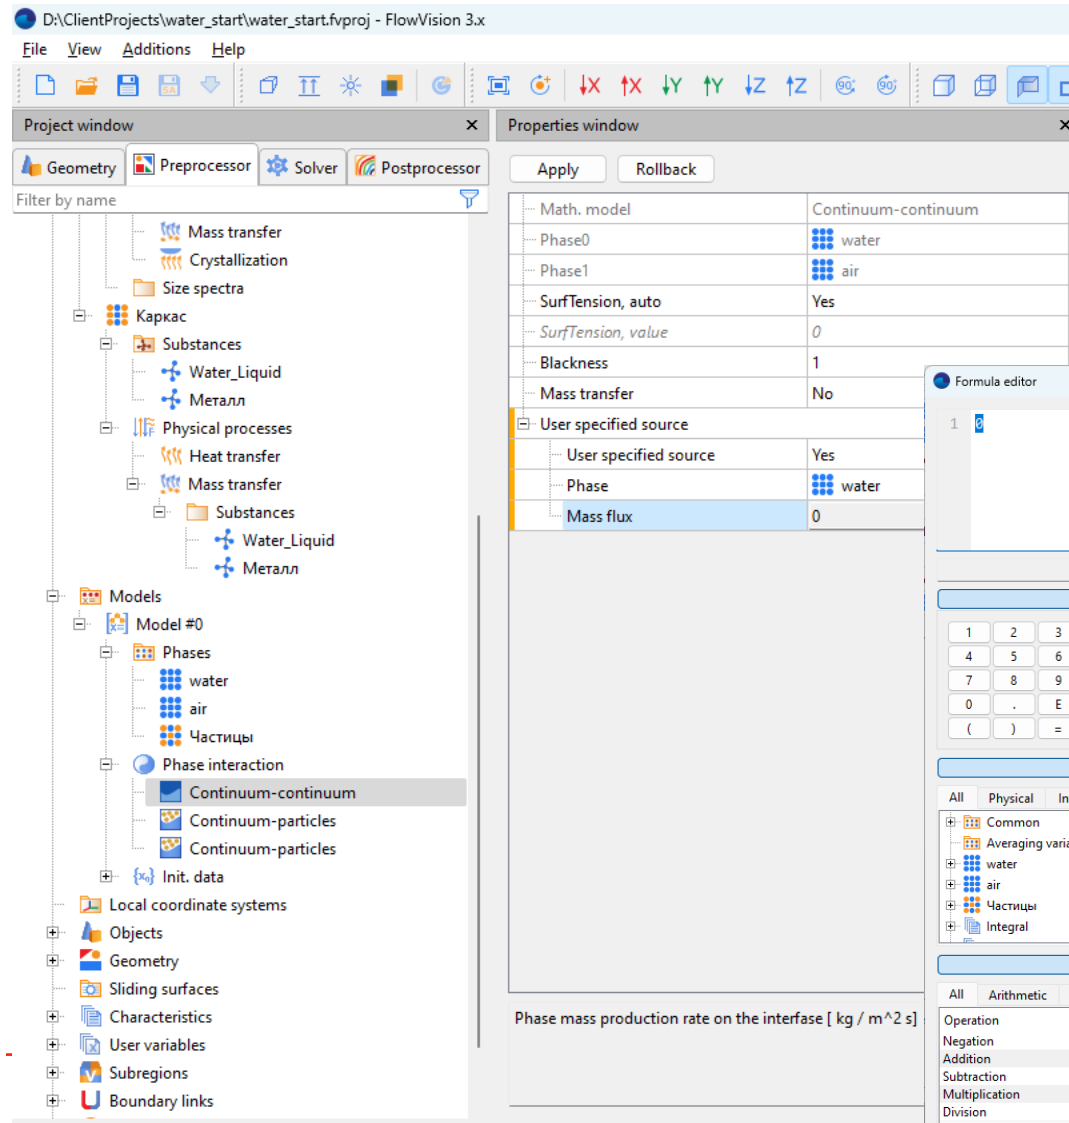 D:\ClientProjects\water_start\water_start.fvproj - FlowVision 3.x
File View Additions Help
SA X X Y Y Z Z 90° 90°
Project window
Geometry Preprocessor Solver Postprocessor
Filter by name
Mass transfer
Crystallization
Size spectra
Каркас
Substances
Water_Liquid
Металл
Physical processes
Heat transfer
Mass transfer
Substances
Water_Liquid
Металл
Models
Model #0
Phases
water
air
Частицы
Phase interaction
Continuum-continuum
Continuum-particles
Continuum-particles
Init. data
Local coordinate systems
Objects
Geometry
Sliding surfaces
Characteristics
User variables
Subregions
Boundary links
Properties window
Apply Rollback
Math. model Continuum-continuum
Phase0 water
Phase1 air
SurfTension, auto Yes
SurfTension, value 0
Blackness 1
Mass transfer No
User specified source
User specified source Yes
Phase water
Mass flux 0
Phase mass production rate on the interfase [ kg / m^2 s]
Formula editor
1 0
1 2 3
4 5 6
7 8 9
0 . E
( ) =
All Physical In
Common
Averaging varia
water
air
Частицы
Integral
All Arithmetic
Operation
Negation
Addition
Subtraction
Multiplication
Division